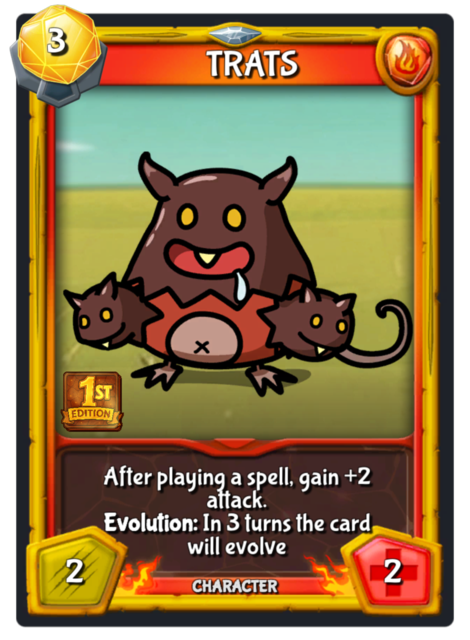 3
TRATS
1ST
EDITION
After playing a spell, gain +2
attack.
Evolution: In 3 turns the card
will evolve
2
2
CHARACTER